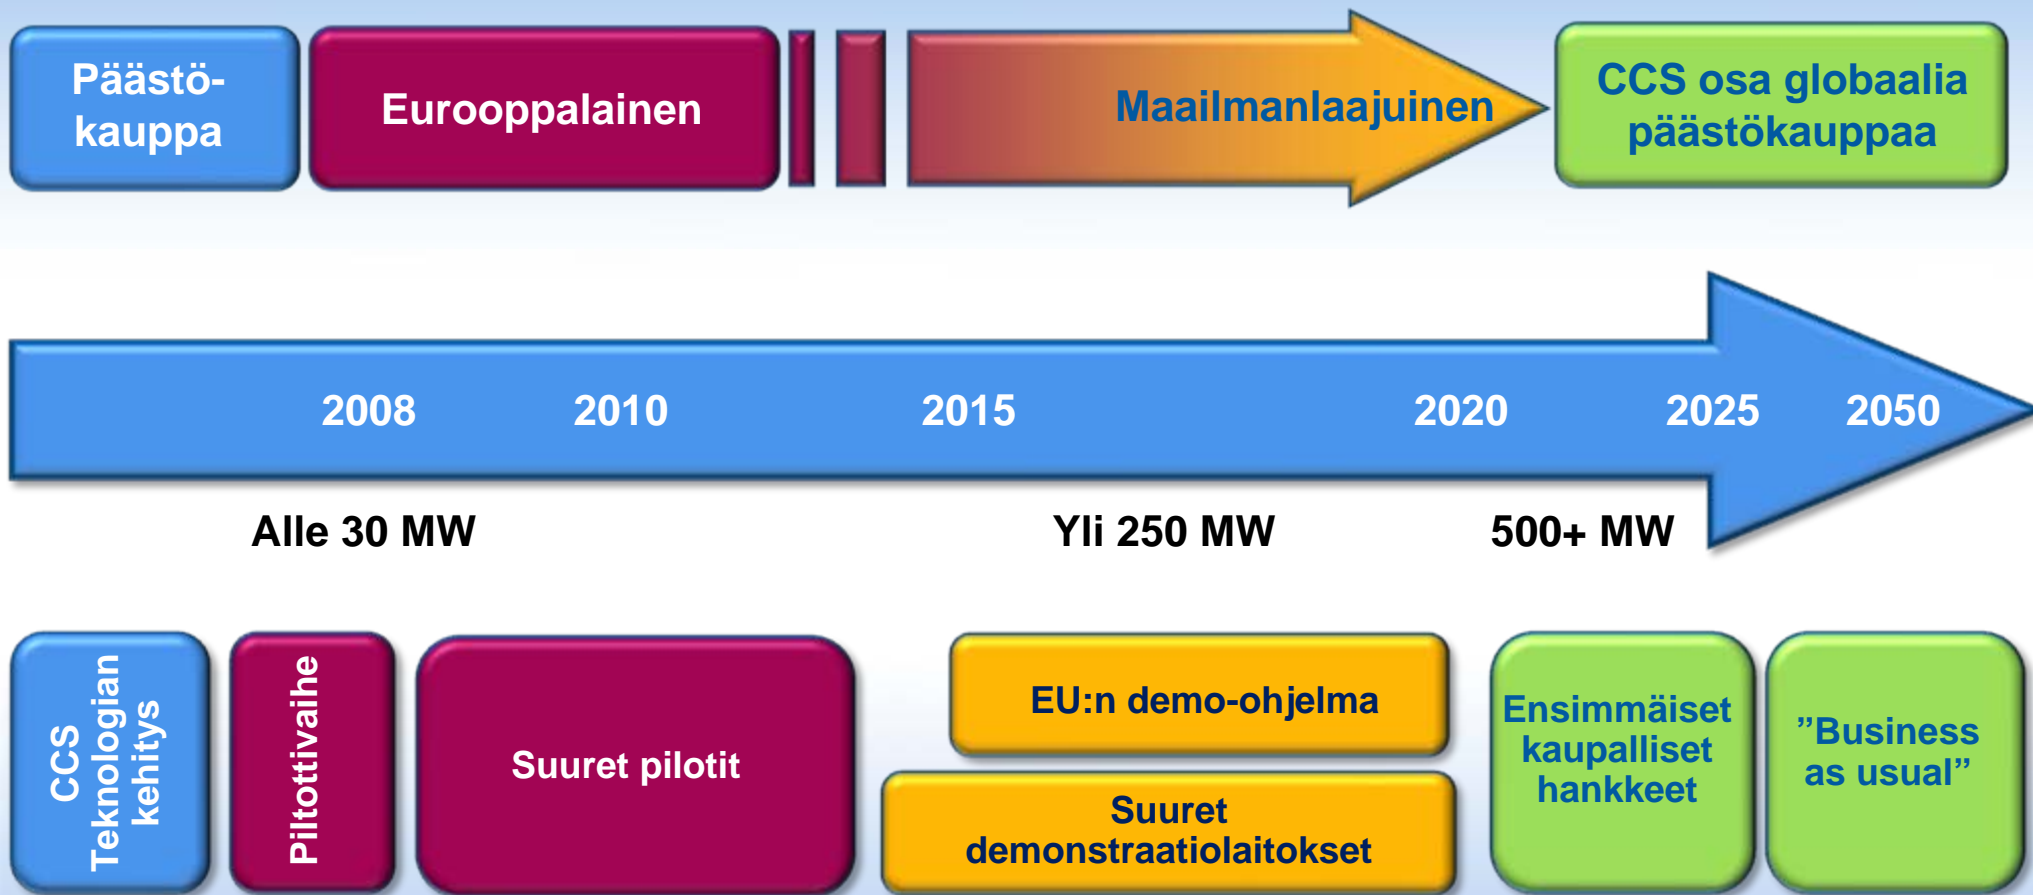 Päästö-
kauppa
Eurooppalainen
Maailmanlaajuinen
CCS osa globaalia
päästökauppaa
2008
2010
2015
2020
2025
2050
Alle 30 MW
Yli 250 MW
500+ MW
CCS
Teknologian
kehitys
Piltottivaihe
Suuret pilotit
EU:n demo-ohjelma
Suuret
demonstraatiolaitokset
Ensimmäiset
kaupalliset
hankkeet
”Business
as usual”